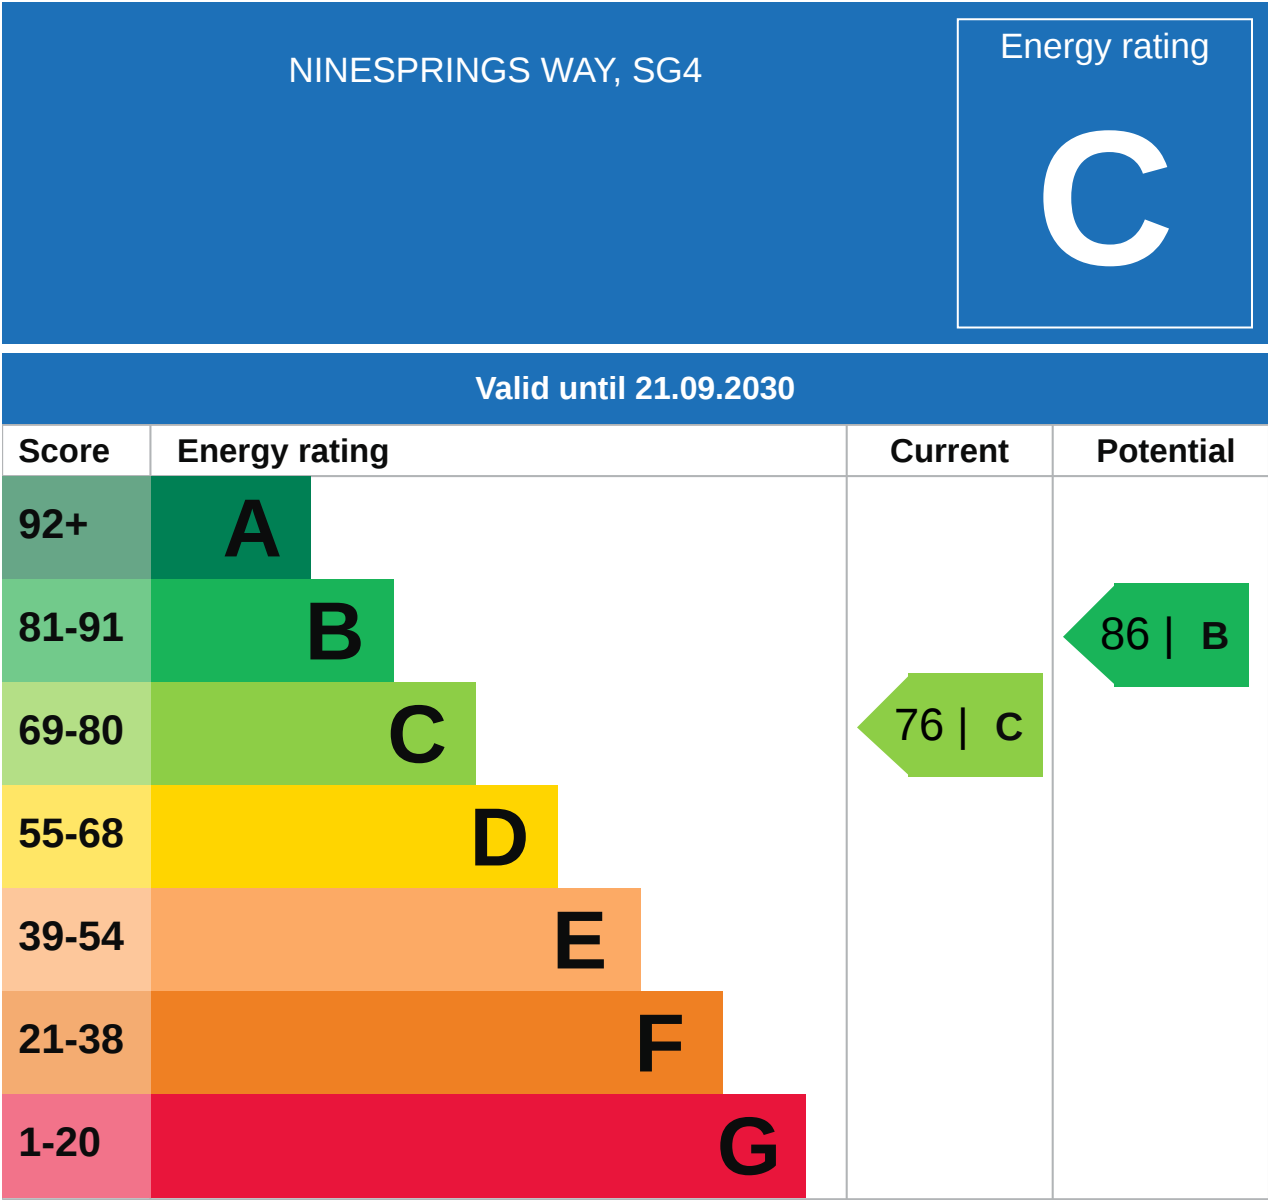 NINESPRINGS WAY, SG4
Energy rating
C
Valid until 21.09.2030
Score Energy rating Current Potential
92+ A
81-91 B
86 | B
69-80 C
76 | C
55-68 D
39-54 E
21-38 F
1-20 G